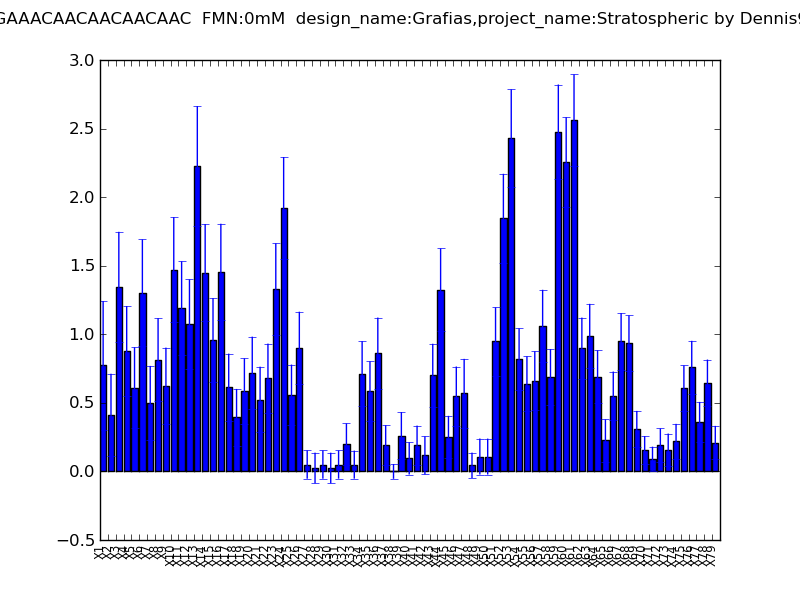 GAAACAACAACAACAAC FMN:0mM design_name:Grafias,project_name:Stratospheric by Dennis9
3.0
2.5
2.0
1.5
1.0
0.5
0.0
−0.5
X1
X2
X3
X4
X5
X6
X7
X8
X9
X10
X11
X12
X13
X14
X15
X16
X17
X18
X19
X20
X21
X22
X23
X24
X25
X26
X27
X28
X29
X30
X31
X32
X33
X34
X35
X36
X37
X38
X39
X40
X41
X42
X43
X44
X45
X46
X47
X48
X49
X50
X51
X52
X53
X54
X55
X56
X57
X58
X59
X60
X61
X62
X63
X64
X65
X66
X67
X68
X69
X70
X71
X72
X73
X74
X75
X76
X77
X78
X79